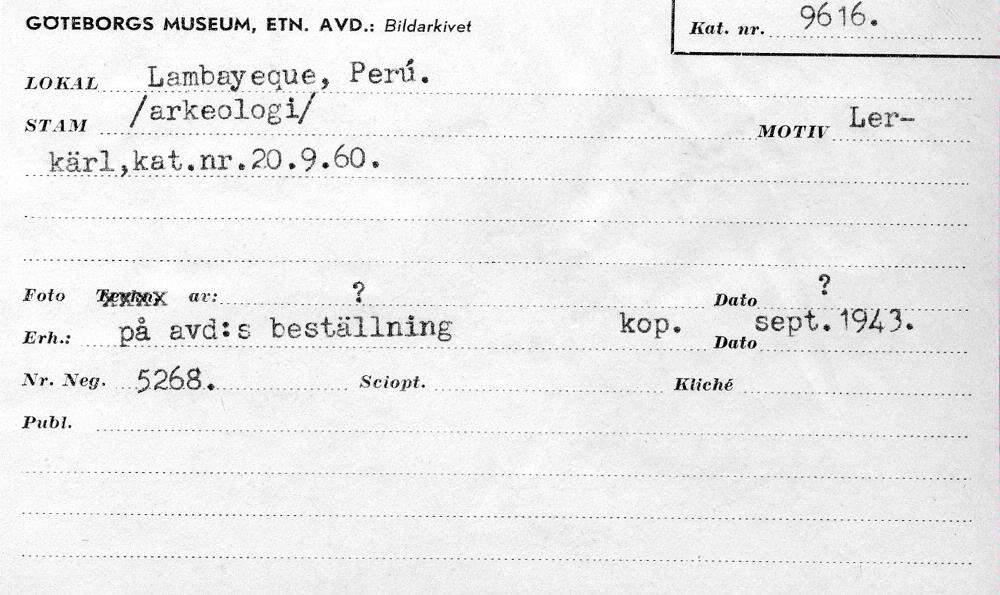 GÖTEBORGS MUSEUM, ETN. AVD.: Bildarkivet
Kat. nr. 9616.
LOKAL Lambayeque, Perú.
STAM /arkeologi/ MOTIV Ler-
kärl,kat.nr.20.9.60.
Foto av: ? Dato ?
Erh.: på avd:s beställning kop. Dato sept.1943.
Nr. Neg. 5268. Sciopt. Kliché
Publ.